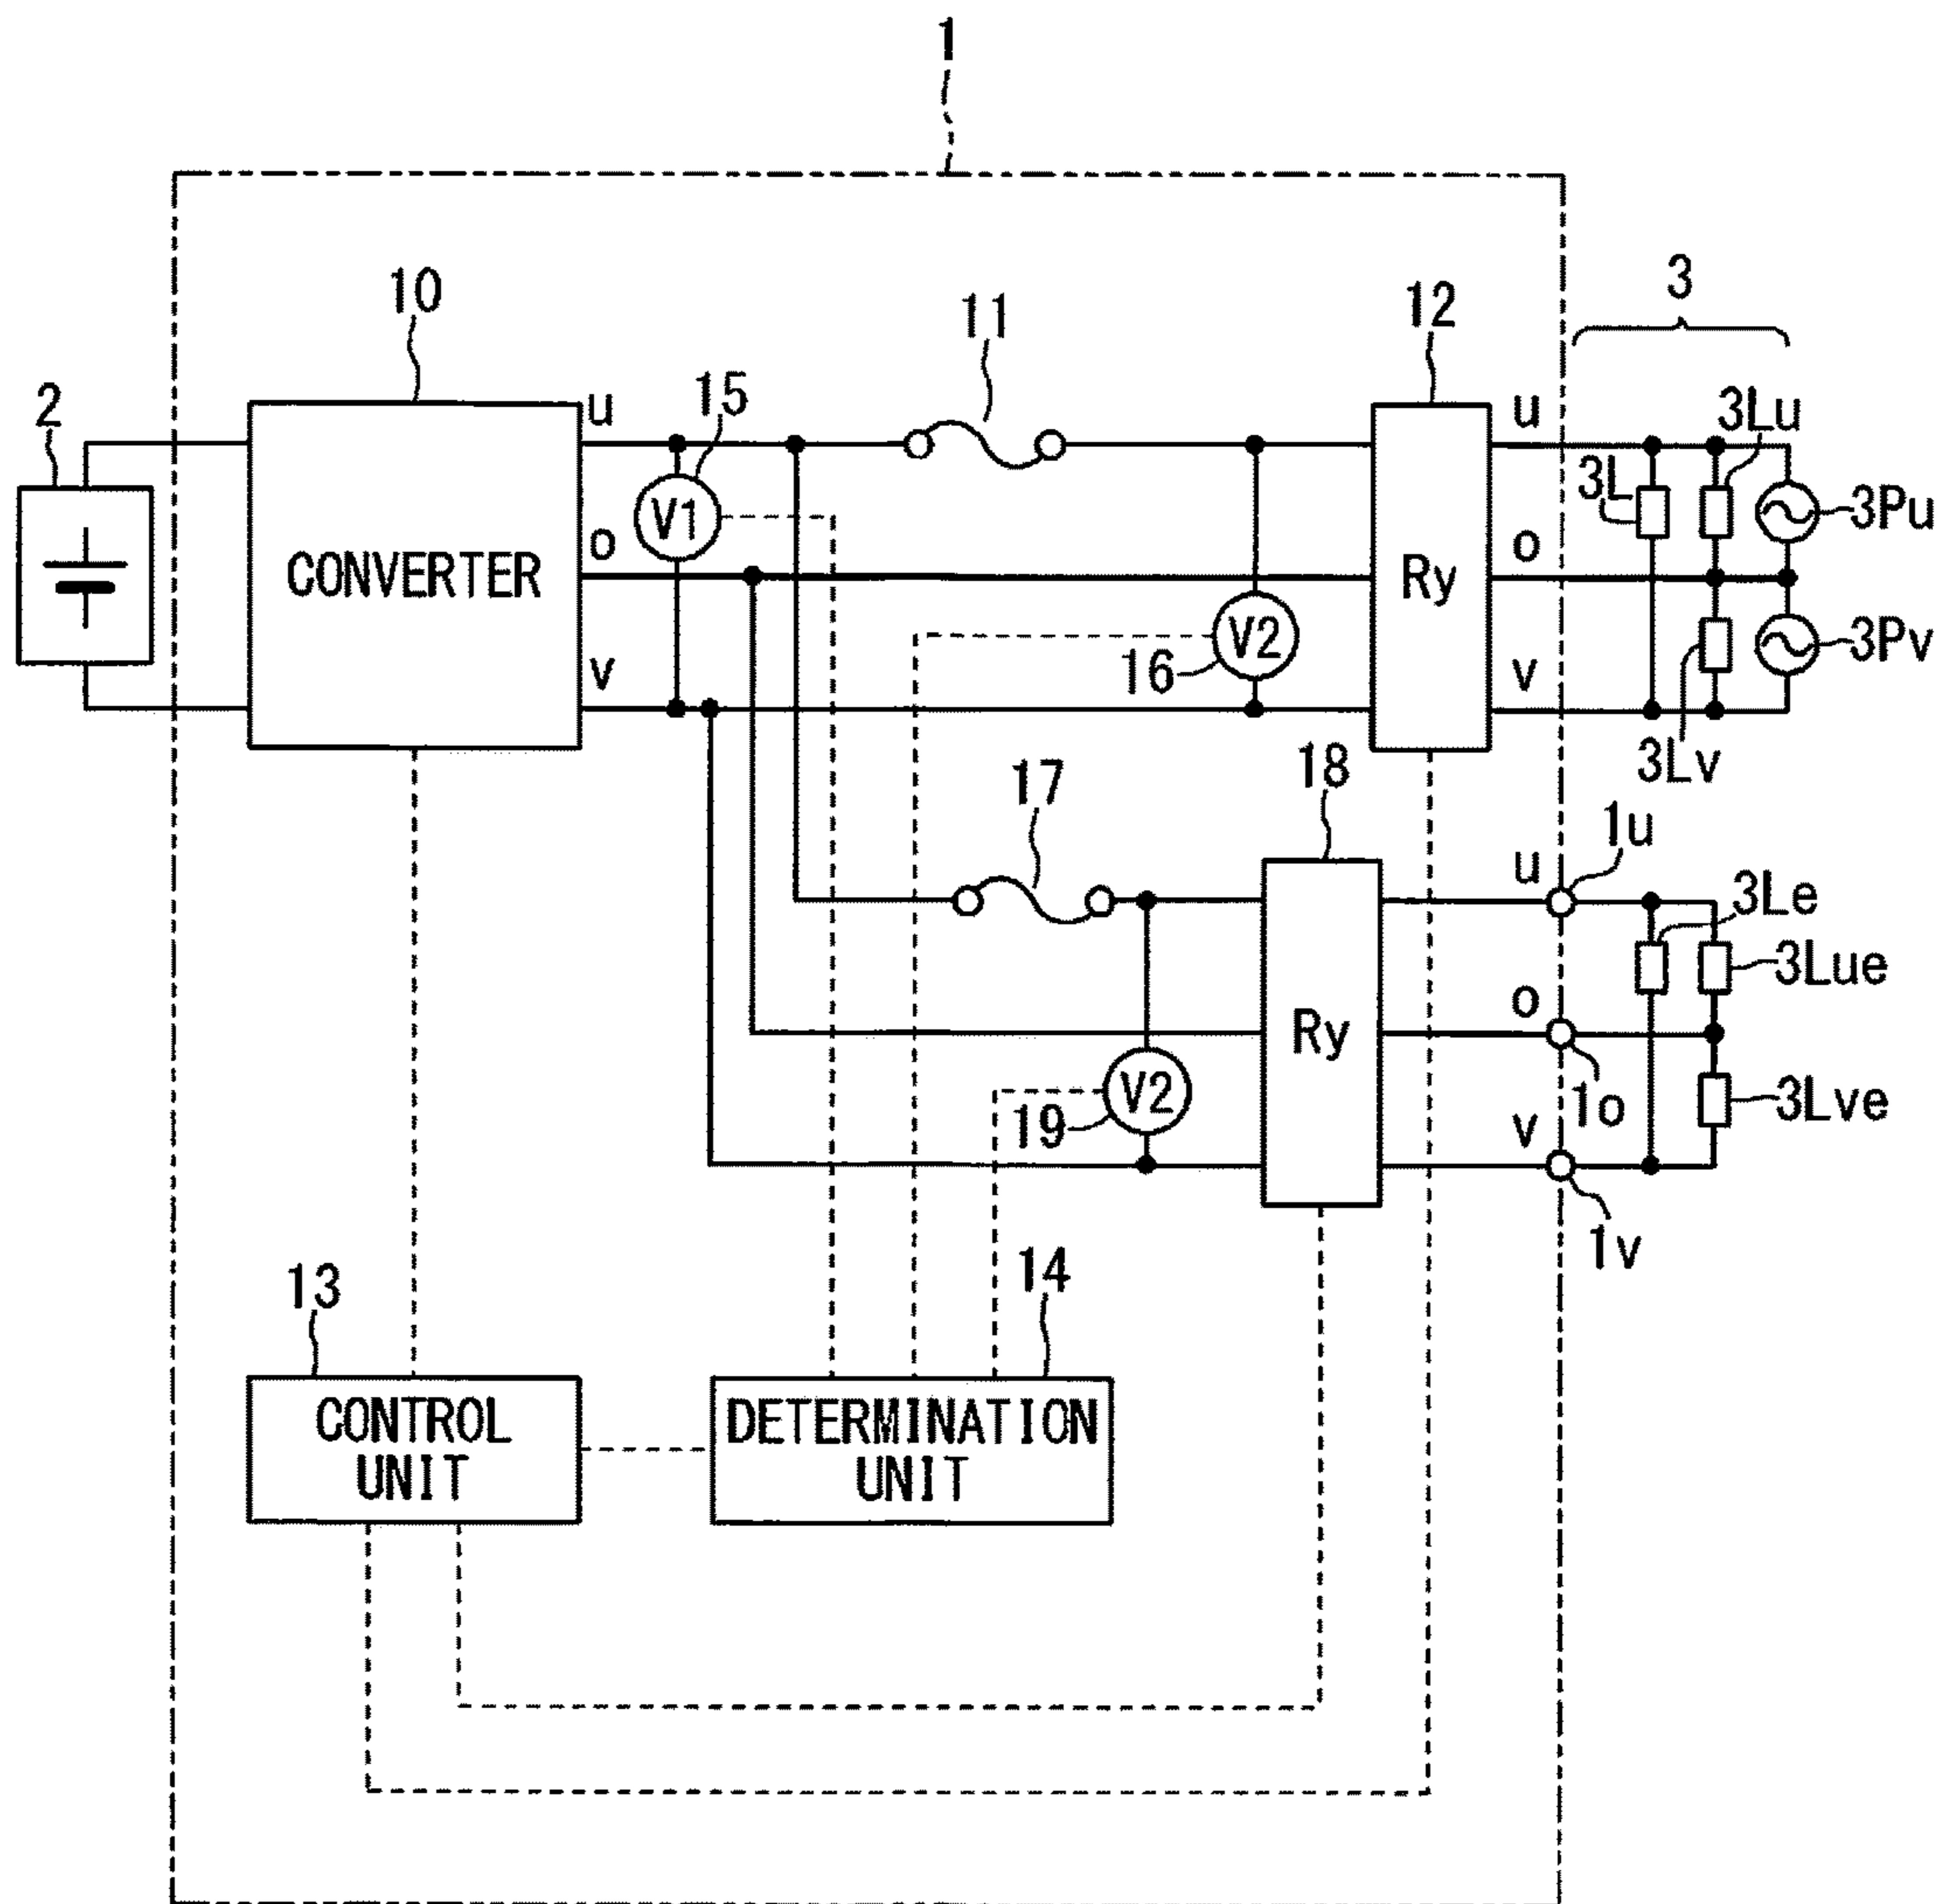 1
10
11
12
3
2
15
u
u
3Lu
3L
V1
3Pu
CONVERTER
o
Ry
o
V2
3Pv
16
v
v
3Lv
17
18
1u
u
3Le
3Lue
Ry
o
V2
1o
3Lve
19
v
1v
13
14
CONTROL
UNIT
DETERMINATION
UNIT